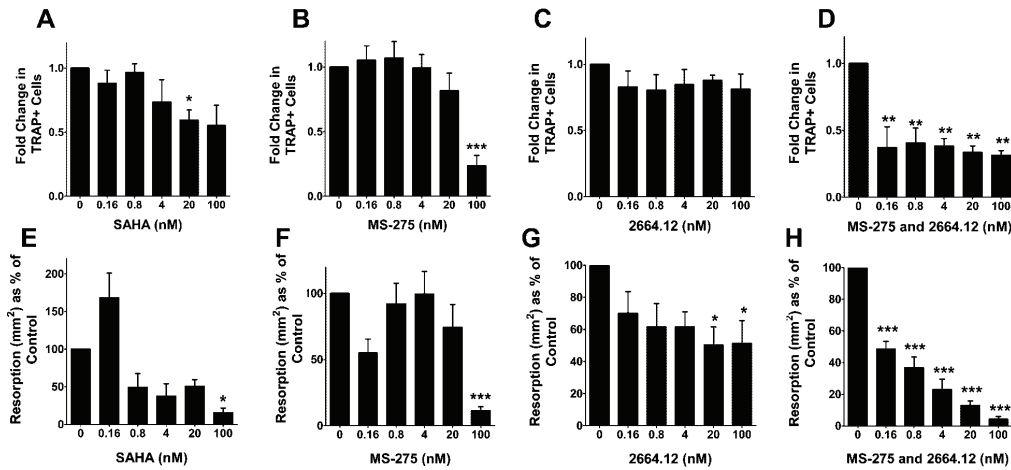 A
Fold Change in
TRAP+ Cells
1.0
0.5
1.0
*
0 0.16 0.8 4 20 100
SAHA (nM)
B
Fold Change in
TRAP+ Cells
1.0
0.5
1.0
***
0 0.16 0.8 4 20 100
MS-275 (nM)
C
Fold Change in
TRAP+ Cells
1.0
0.5
1.0
0 0.16 0.8 4 20 100
2664.12 (nM)
D
Fold Change in
TRAP+ Cells
1.0
0.5
1.0
** ** ** ** **
0 0.16 0.8 4 20 100
MS-275 and 2664.12 (nM)
E
Resorption (mm2) as % of
Control
200
150
100
50
0
*
0 0.16 0.8 4 20 100
SAHA (nM)
F
Resorption (mm2) as % of
Control
100
50
0
***
0 0.16 0.8 4 20 100
MS-275 (nM)
G
Resorption (mm2) as % of
Control
100
80
60
40
20
0
* *
0 0.16 0.8 4 20 100
2664.12 (nM)
H
Resorption (mm2) as % of
Control
100
80
60
40
20
0
*** *** *** *** ***
0 0.16 0.8 4 20 100
MS-275 and 2664.12 (nM)